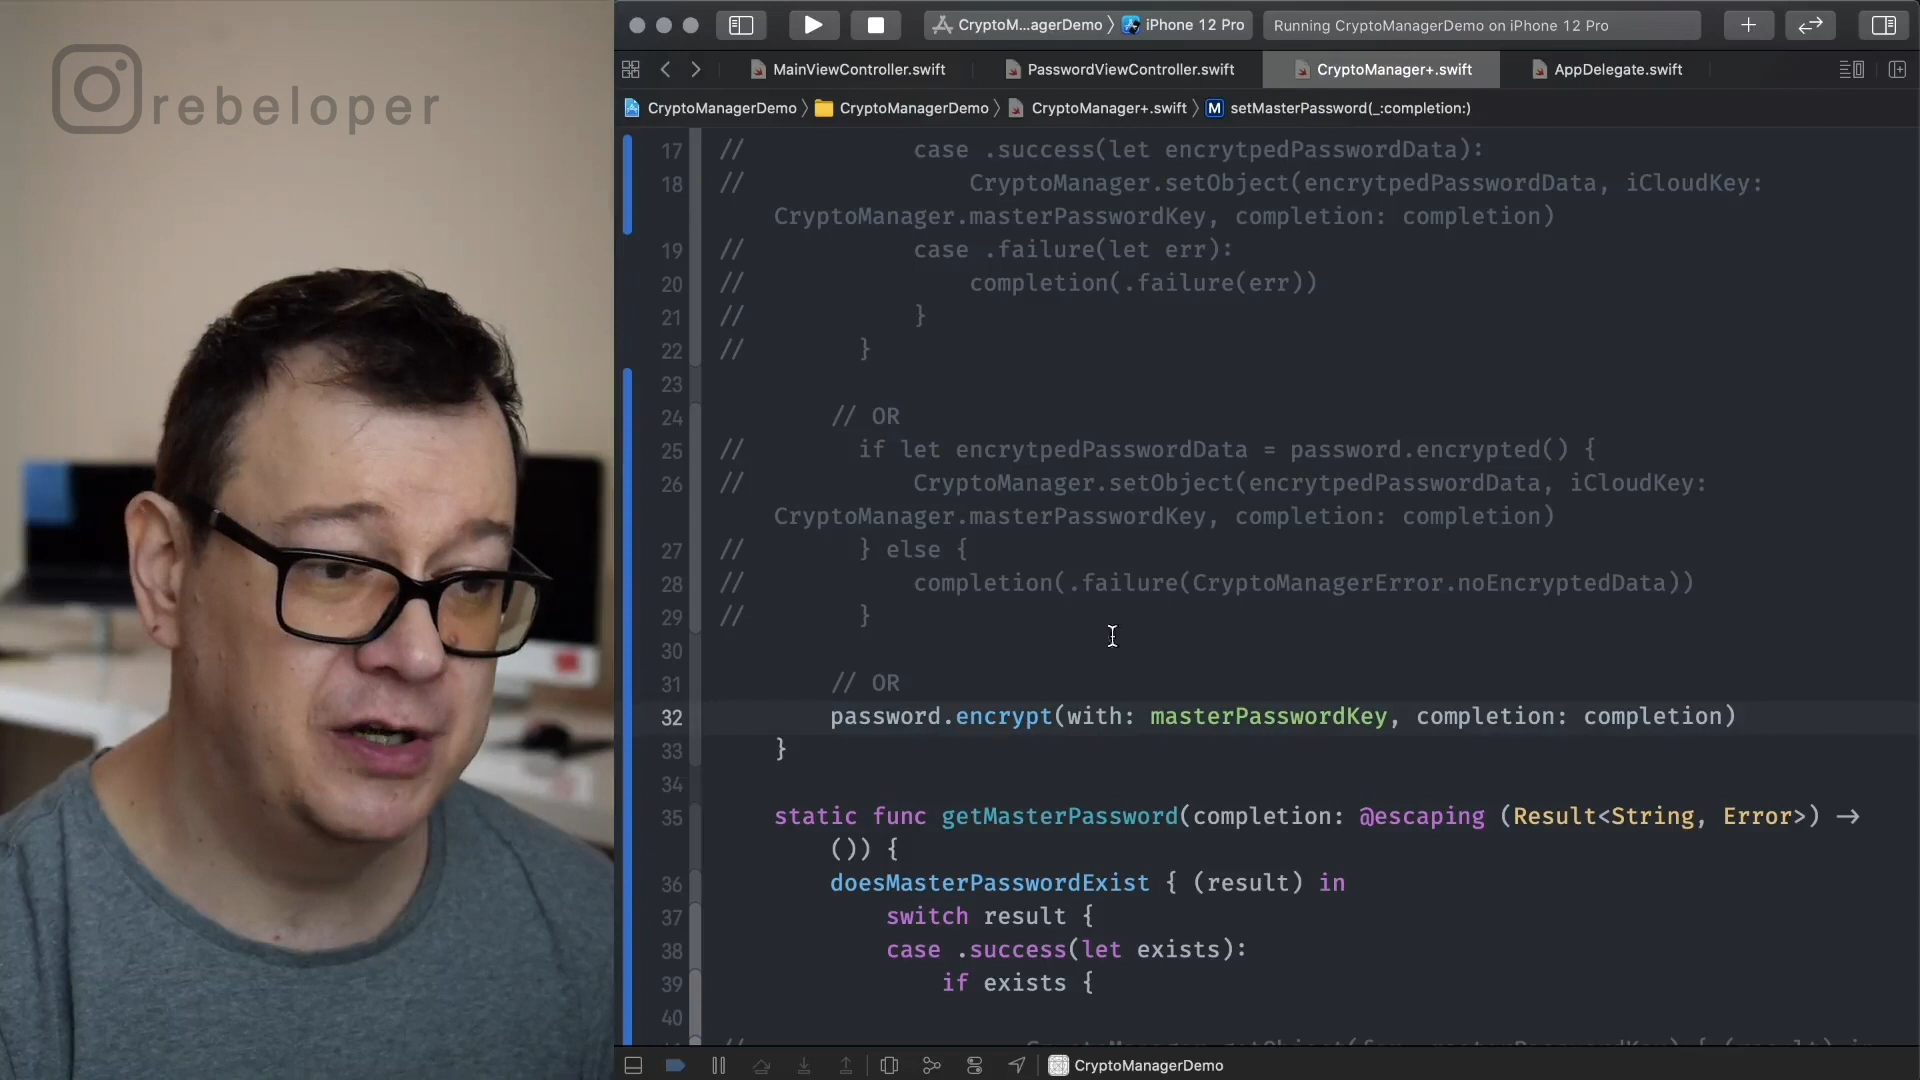 rebeloper
CryptoM...agerDemo 〉 iPhone 12 Pro
Running CryptoManagerDemo on iPhone 12 Pro
MainViewController.swift
PasswordViewController.swift
CryptoManager+.swift
AppDelegate.swift
CryptoManagerDemo 〉 CryptoManagerDemo 〉 CryptoManager+.swift 〉 M setMasterPassword(_:completion:)
17 // case .success(let encrytpedPasswordData):
18 // CryptoManager.setObject(encrytpedPasswordData, iCloudKey:
CryptoManager.masterPasswordKey, completion: completion)
19 // case .failure(let err):
20 // completion(.failure(err))
21 // }
22 // }
23
24 // OR
25 // if let encrytpedPasswordData = password.encrypted() {
26 // CryptoManager.setObject(encrytpedPasswordData, iCloudKey:
CryptoManager.masterPasswordKey, completion: completion)
27 // } else {
28 // completion(.failure(CryptoManagerError.noEncryptedData))
29 // }
30
31 // OR
32 password.encrypt(with: masterPasswordKey, completion: completion)
33 }
34
35 static func getMasterPassword(completion: @escaping (Result<String, Error>) ->
()) {
36 doesMasterPasswordExist { (result) in
37 switch result {
38 case .success(let exists):
39 if exists {
40
CryptoManagerDemo